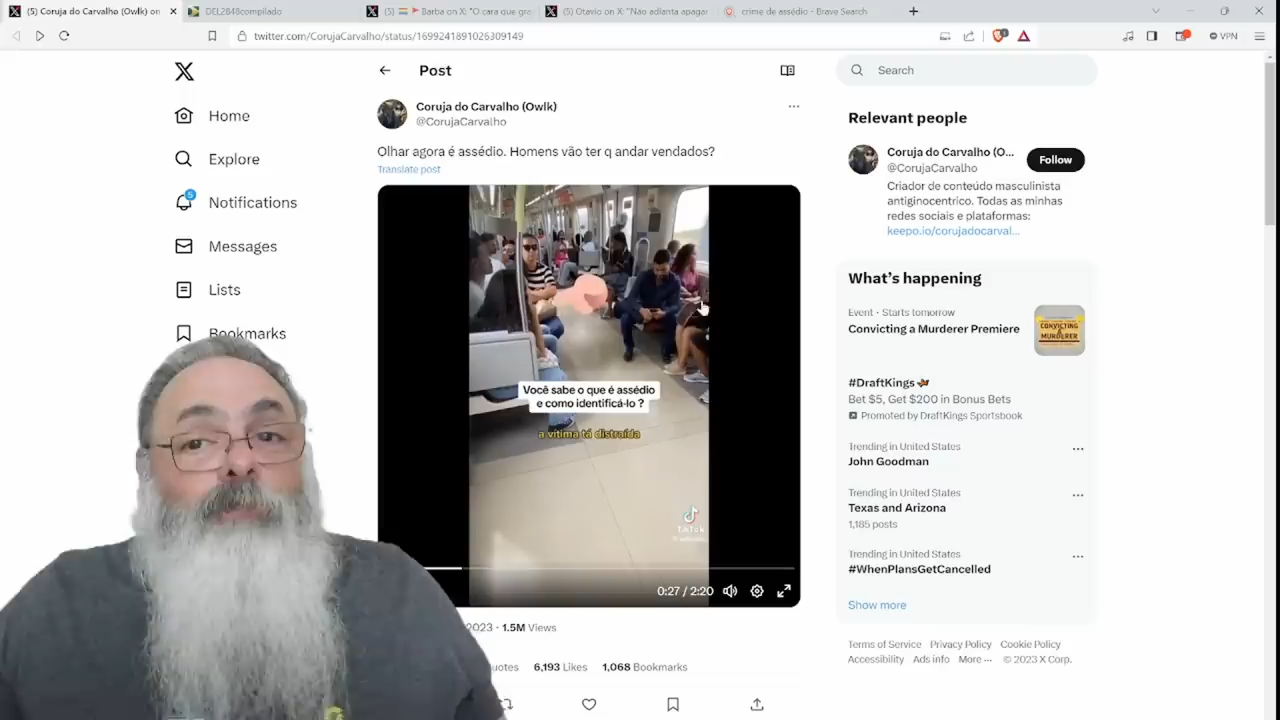 (5) Coruja do Carvalho (Owlk) on
DEL2848compilado
(5) Barba on X: "O cara que gra
(5) Otavio on X: "Não adianta apagar
crime de assédio - Brave Search
twitter.com/CorujaCarvalho/status/1699241891026309149
VPN
Home
Explore
5
Notifications
Messages
Lists
Bookmarks
Post
Coruja do Carvalho (Owlk)
@CorujaCarvalho
Olhar agora é assédio. Homens vão ter q andar vendados?
Translate post
Você sabe o que é assédio
e como identificá-lo ?
a vítima tá distraída
TikTok
0:27 / 2:20
2023 · 1.5M Views
uotes 6,193 Likes 1,068 Bookmarks
Search
Relevant people
Coruja do Carvalho (O...
@CorujaCarvalho
Follow
Criador de conteúdo masculinista
antiginocentrico. Todas as minhas
redes sociais e plataformas:
keepo.io/corujadocarval...
What's happening
Event · Starts tomorrow
Convicting a Murderer Premiere
CONVICTING
A MURDERER
#DraftKings
Bet $5, Get $200 in Bonus Bets
Promoted by DraftKings Sportsbook
Trending in United States
John Goodman
Trending in United States
Texas and Arizona
1,185 posts
Trending in United States
#WhenPlansGetCancelled
Show more
Terms of Service Privacy Policy Cookie Policy
Accessibility Ads info More ... © 2023 X Corp.